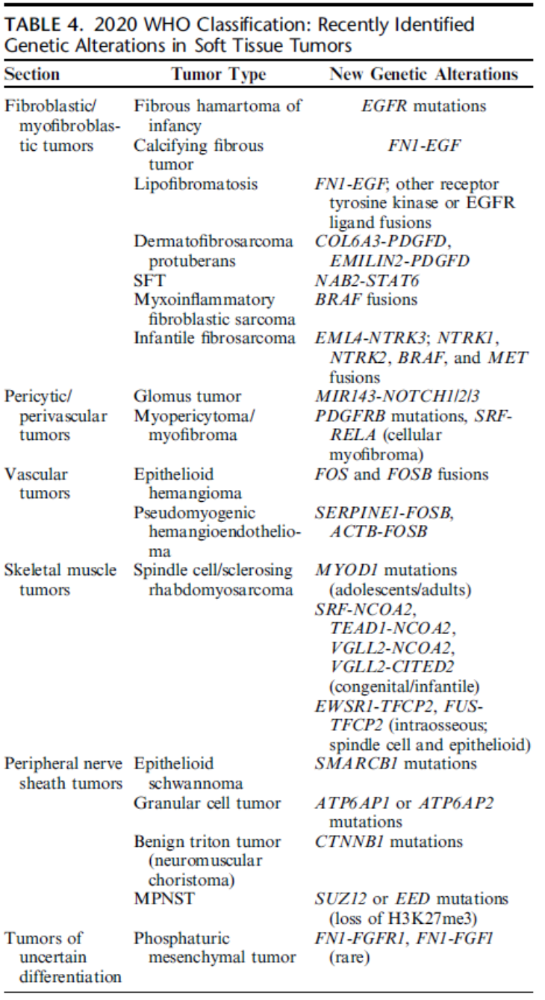 TABLE 4. 2020 WHO Classification: Recently Identified
Genetic Alterations in Soft Tissue Tumors
Section Tumor Type New Genetic Alterations
Fibroblastic/ Fibrous hamartoma of EGFR mutations
myofibroblas- infancy
tic tumors Calcifying fibrous FN1-EGF
tumor
Lipofibromatosis FN1-EGF; other receptor
tyrosine kinase or EGFR
ligand fusions
Dermatofibrosarcoma COL6A3-PDGFD,
protuberans EMILIN2-PDGFD
SFT NAB2-STAT6
Myxoinflammatory BRAF fusions
fibroblastic sarcoma
Infantile fibrosarcoma EML4-NTRK3; NTRK1,
NTRK2, BRAF, and MET
fusions
Pericytic/ Glomus tumor MIR143-NOTCH1/2/3
perivascular Myopericytoma/ PDGFRB mutations, SRF-
tumors myofibroma RELA (cellular
myofibroma)
Vascular Epithelioid FOS and FOSB fusions
tumors hemangioma
Pseudomyogenic SERPINE1-FOSB,
hemangioendothelio- ACTB-FOSB
ma
Skeletal muscle Spindle cell/sclerosing MYOD1 mutations
tumors rhabdomyosarcoma (adolescents/adults)
SRF-NCOA2,
TEAD1-NCOA2,
VGLL2-NCOA2,
VGLL2-CITED2
(congenital/infantile)
EWSR1-TFCP2, FUS-
TFCP2 (intraosseous;
spindle cell and epithelioid)
Peripheral nerve Epithelioid SMARCB1 mutations
sheath tumors schwannoma
Granular cell tumor ATP6AP1 or ATP6AP2
mutations
Benign triton tumor CTNNB1 mutations
(neuromuscular
choristoma)
MPNST SUZ12 or EED mutations
(loss of H3K27me3)
Tumors of Phosphaturic FN1-FGFR1, FN1-FGF1
uncertain mesenchymal tumor (rare)
differentiation